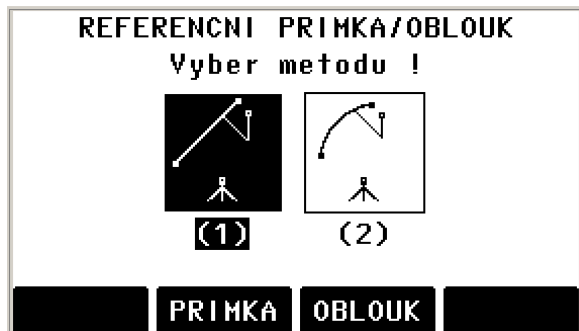 REFERENCNI PRIMKA/OBLOUK
Vyber metodu !
(1) (2)
PRIMKA OBLOUK